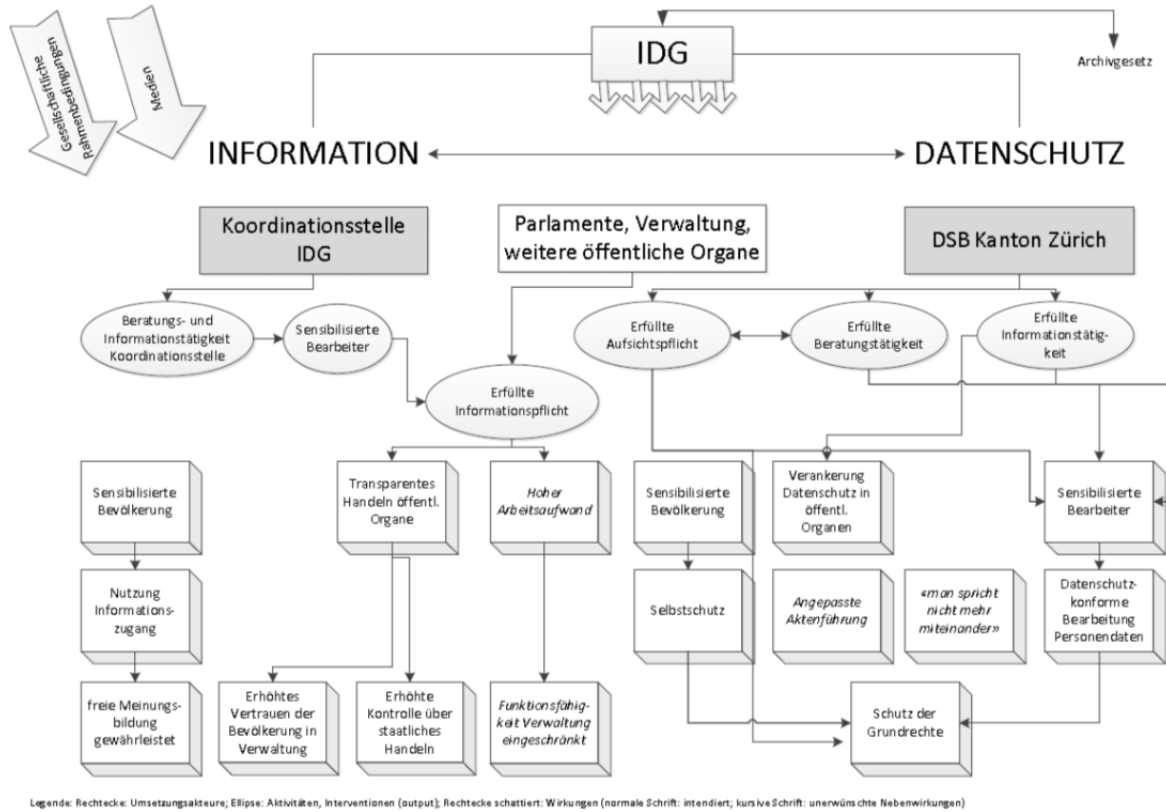 Gesellschaftliche
Rahmenbedingungen
Medien
IDG
Archivgesetz
INFORMATION
DATENSCHUTZ
Koordinationsstelle
IDG
Parlamente, Verwaltung,
weitere öffentliche Organe
DSB Kanton Zürich
Beratungs- und
Informationstätigkeit
Koordinationsstelle
Sensibilisierte
Bearbeiter
Erfüllte
Aufsichtspflicht
Erfüllte
Beratungstätigkeit
Erfüllte
Informationstätig-
keit
Erfüllte
Informationspflicht
Sensibilisierte
Bevölkerung
Transparentes
Handeln öffentl.
Organe
Hoher
Arbeitsaufwand
Sensibilisierte
Bevölkerung
Verankerung
Datenschutz in
öffentl.
Organen
Sensibilisierte
Bearbeiter
Nutzung
Informations-
zugang
Selbstschutz
Angepasste
Aktenführung
«man spricht
nicht mehr
miteinander»
Datenschutz-
konforme
Bearbeitung
Personendaten
freie Meinungs-
bildung
gewährleistet
Erhöhtes
Vertrauen der
Bevölkerung in
Verwaltung
Erhöhte
Kontrolle über
staatliches
Handeln
Funktionsfähig-
keit Verwaltung
eingeschränkt
Schutz der
Grundrechte
Legende: Rechtecke: Umsetzungsakteure; Ellipse: Aktivitäten, Interventionen (output); Rechtecke schattiert: Wirkungen (normale Schrift: intendiert; kursive Schrift: unerwünschte Nebenwirkungen)